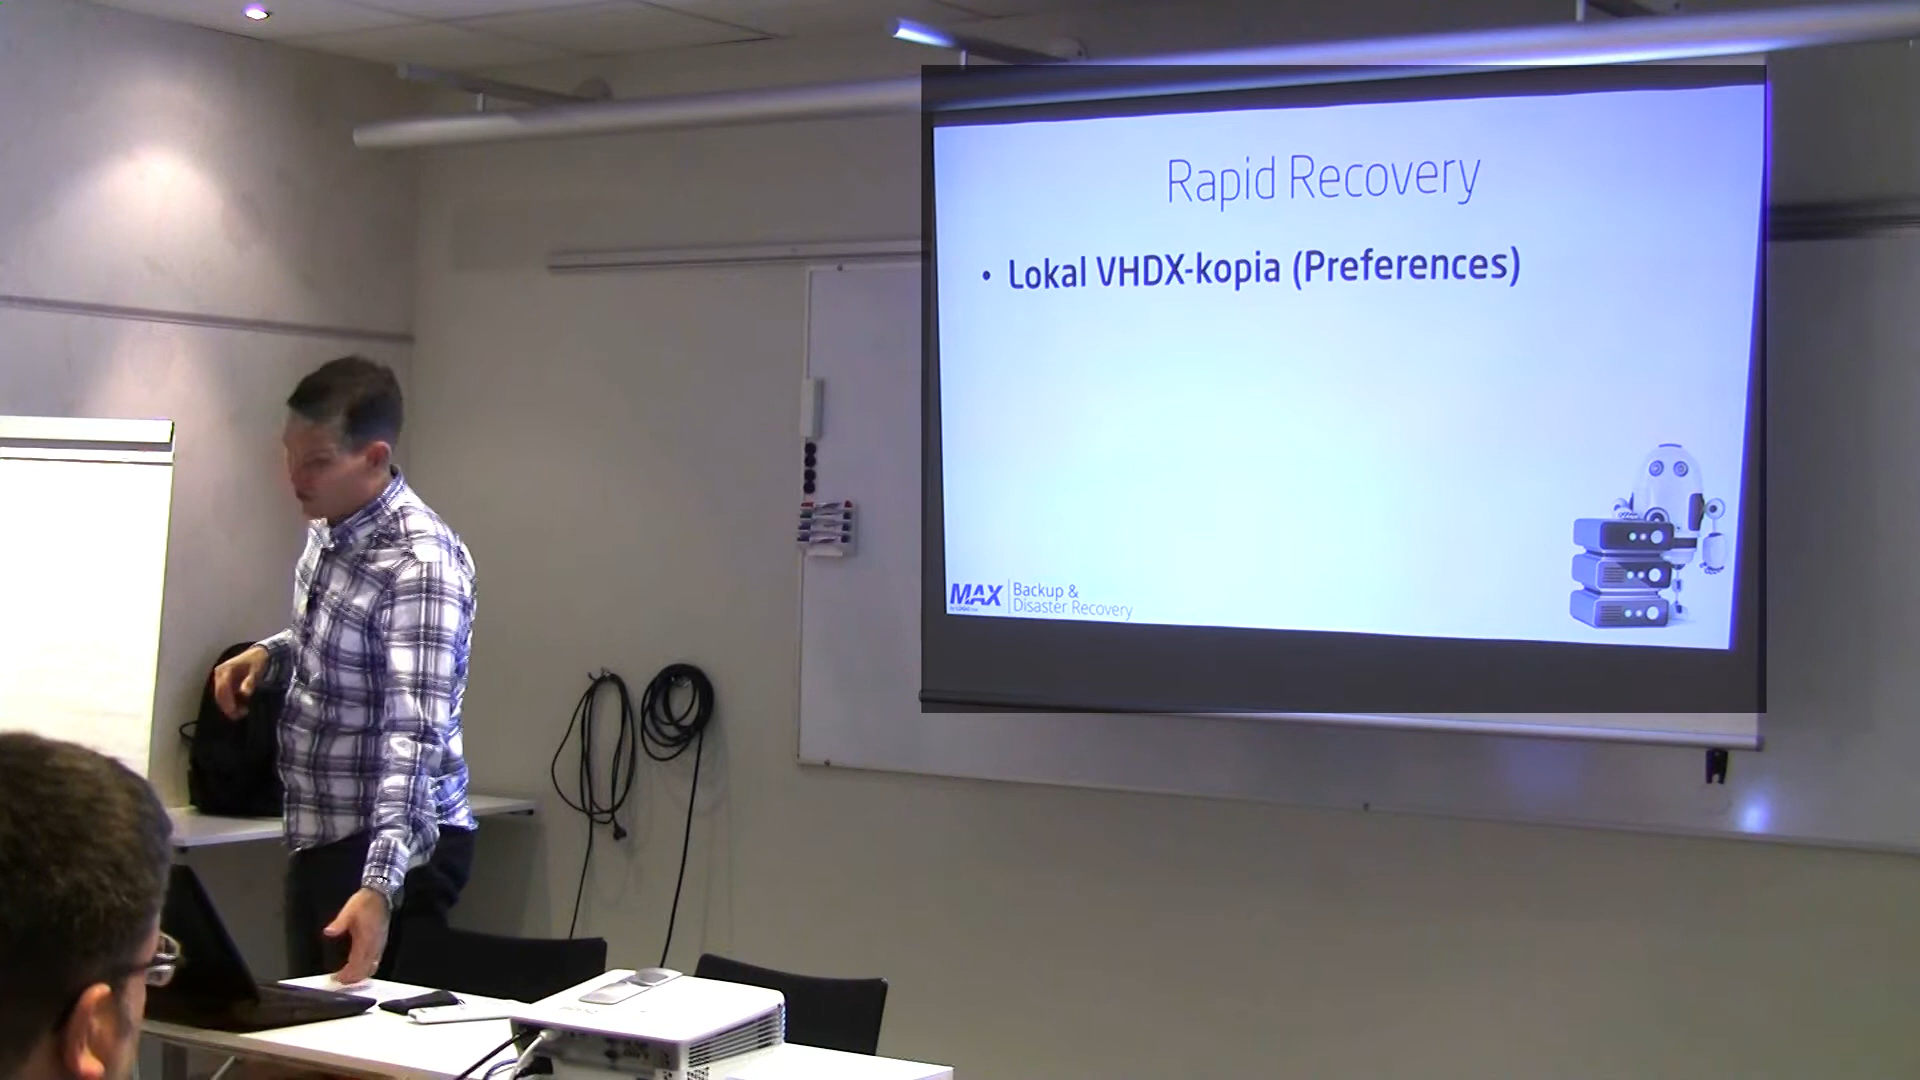 Rapid Recovery
• Lokal VHDX-kopia (Preferences)
MAX
Backup &
Disaster Recovery